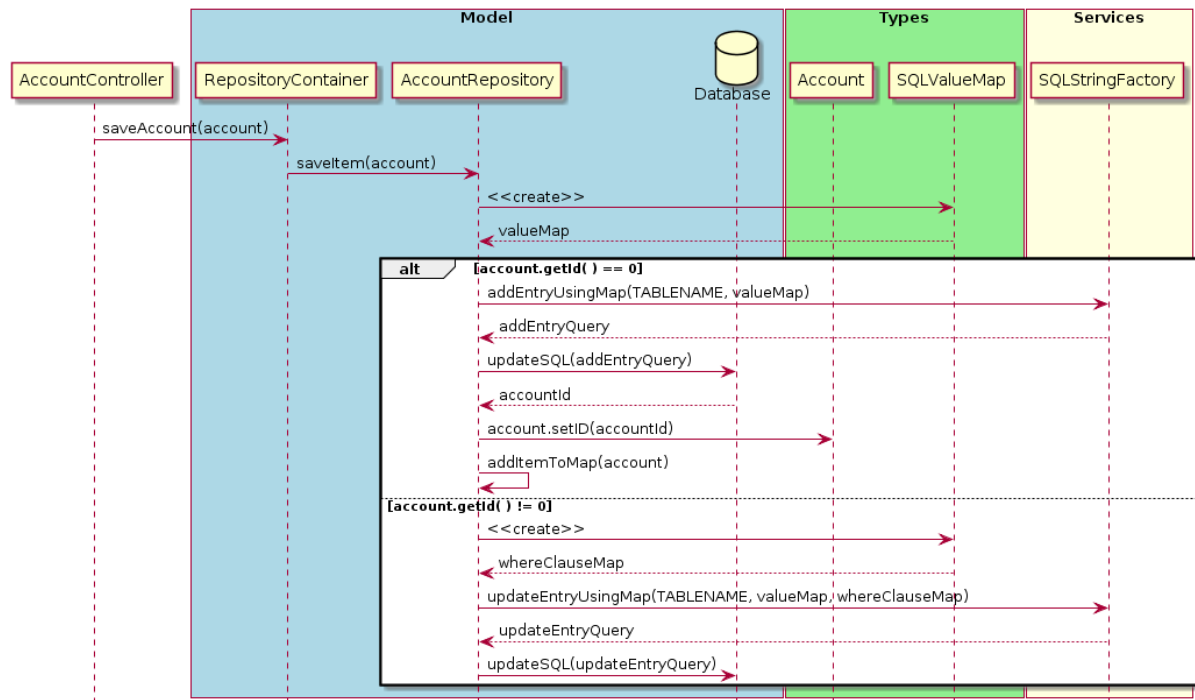 Model
Types
Services
AccountController
RepositoryContainer
AccountRepository
Database
Account
SQLValueMap
SQLStringFactory
saveAccount(account)
saveItem(account)
<<create>>
valueMap
alt
[account.getId( ) == 0]
addEntryUsingMap(TABLENAME, valueMap)
addEntryQuery
updateSQL(addEntryQuery)
accountId
account.setID(accountId)
addItemToMap(account)
[account.getId( ) != 0]
<<create>>
whereClauseMap
updateEntryUsingMap(TABLENAME, valueMap, whereClauseMap)
updateEntryQuery
updateSQL(updateEntryQuery)